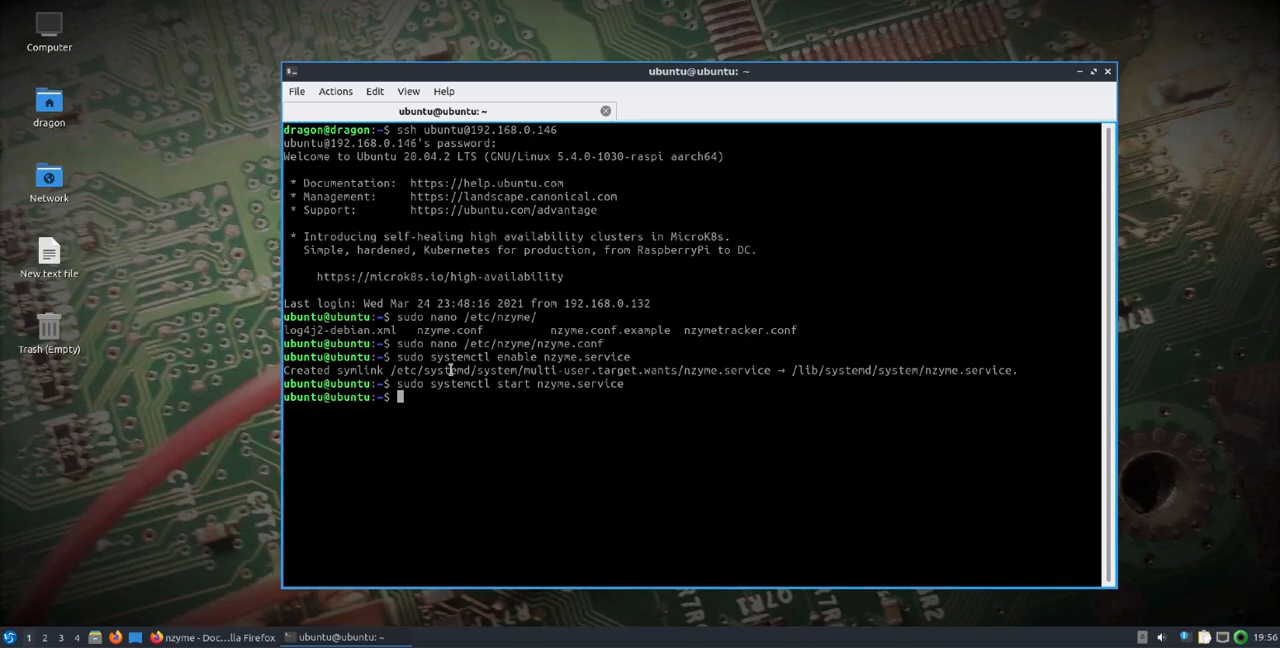 Computer
dragon
Network
New text file
Trash (Empty)
ubuntu@ubuntu: ~
File Actions Edit View Help
ubuntu@ubuntu: ~
dragon@dragon:~$ ssh ubuntu@192.168.0.146
ubuntu@192.168.0.146's password:
Welcome to Ubuntu 20.04.2 LTS (GNU/Linux 5.4.0-1030-raspi aarch64)
* Documentation: https://help.ubuntu.com
* Management: https://landscape.canonical.com
* Support: https://ubuntu.com/advantage
* Introducing self-healing high availability clusters in MicroK8s.
Simple, hardened, Kubernetes for production, from RaspberryPi to DC.
https://microk8s.io/high-availability
Last login: Wed Mar 24 23:48:16 2021 from 192.168.0.132
ubuntu@ubuntu:~$ sudo nano /etc/nzyme/
log4j2-debian.xml nzyme.conf nzyme.conf.example nzymetracker.conf
ubuntu@ubuntu:~$ sudo nano /etc/nzyme/nzyme.conf
ubuntu@ubuntu:~$ sudo systemctl enable nzyme.service
Created symlink /etc/systemd/system/multi-user.target.wants/nzyme.service → /lib/systemd/system/nzyme.service.
ubuntu@ubuntu:~$ sudo systemctl start nzyme.service
ubuntu@ubuntu:~$
1 2 3 4 nzyme - Doc...lla Firefox ubuntu@ubuntu: ~ 19:56